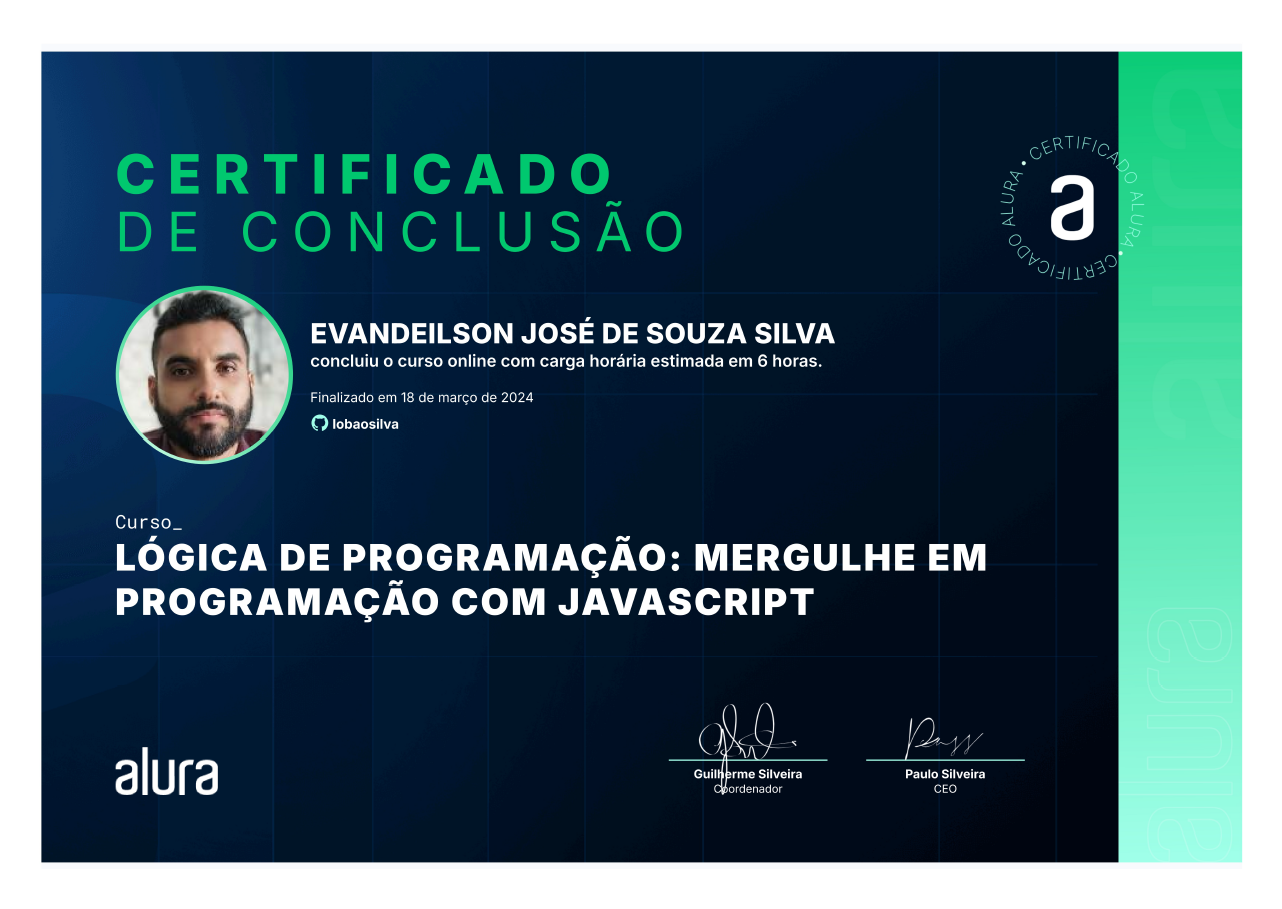 CERTIFICADO
DE CONCLUSÃO
CERTIFICADO ALURA • CERTIFICADO ALURA •
a
EVANDEILSON JOSÉ DE SOUZA SILVA
concluiu o curso online com carga horária estimada em 6 horas.
Finalizado em 18 de março de 2024
lobaosilva
Curso_
LÓGICA DE PROGRAMAÇÃO: MERGULHE EM
PROGRAMAÇÃO COM JAVASCRIPT
alura
Guilherme Silveira
Coordenador
Paulo Silveira
CEO
alura
alura